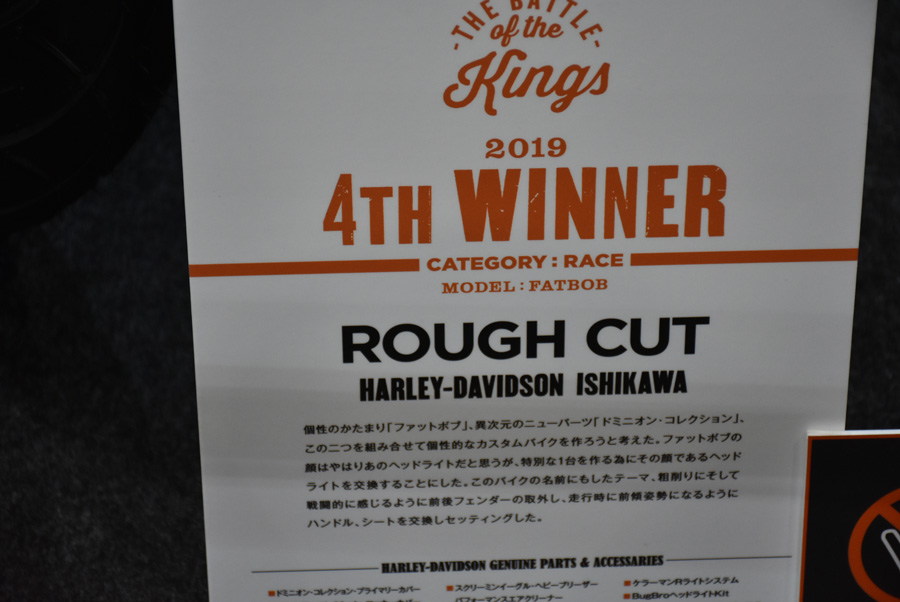 -THE BATTLE-
of the
Kings
2019
4TH WINNER
CATEGORY : RACE
MODEL : FATBOB
ROUGH CUT
HARLEY-DAVIDSON ISHIKAWA
個性のかたまり「ファットボブ」、異次元のニューパーツ「ドミニオン・コレクション」、
この二つを組み合せて個性的なカスタムバイクを作ろうと考えた。ファットボブの
顔はやはりあのヘッドライトだと思うが、特別な1台を作る為にその顔であるヘッド
ライトを交換することにした。このバイクの名前にもしたテーマ、粗削りにそして
戦闘的に感じるように前後フェンダーの取外し、走行時に前傾姿勢になるように
ハンドル、シートを交換しセッティングした。
HARLEY-DAVIDSON GENUINE PARTS & ACCESSARIES
■ドミニオン・コレクション・プライマリーカバー ■スクリーミンイーグル・ヘビーブリーザー ■ケラーマンRライトシステム
パフォーマンスエアクリーナー ■BugBroヘッドライトKit